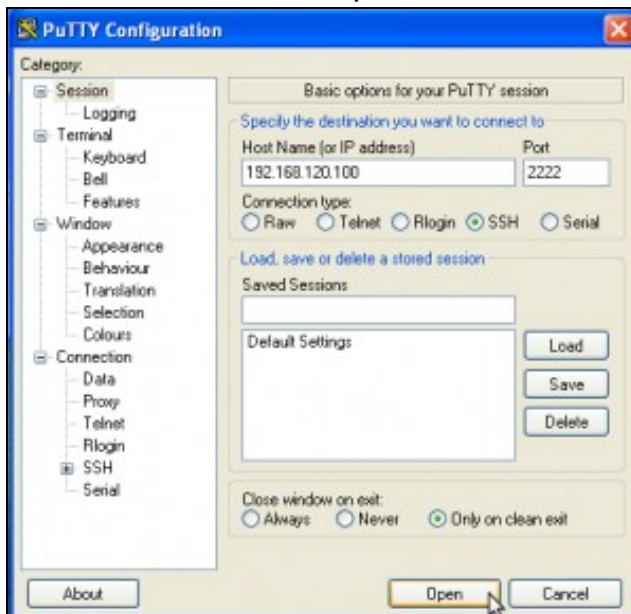 PuTTY Configuration
Category:
Session
Logging
Terminal
Keyboard
Bell
Features
Window
Appearance
Behaviour
Translation
Selection
Colours
Connection
Data
Proxy
Telnet
Rlogin
SSH
Serial
Basic options for your PuTTY session
Specify the destination you want to connect to
Host Name (or IP address) Port
192.168.120.100 2222
Connection type:
Raw Telnet Rlogin SSH Serial
Load, save or delete a stored session
Saved Sessions
Default Settings
Load
Save
Delete
Close window on exit:
Always Never Only on clean exit
About Open Cancel